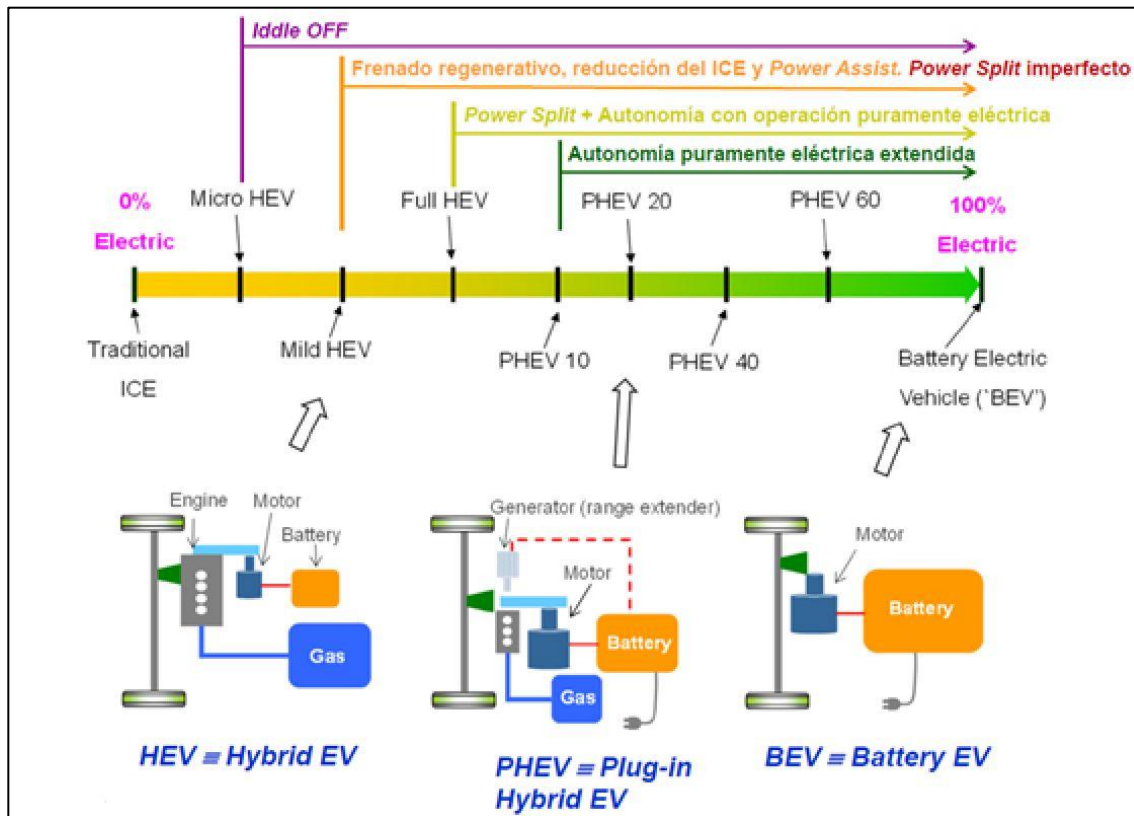 Iddle OFF
Frenado regenerativo, reducción del ICE y Power Assist. Power Split imperfecto
Power Split + Autonomía con operación puramente eléctrica
Autonomía puramente eléctrica extendida
0%
Electric
Micro HEV
Full HEV
PHEV 20
PHEV 60
100%
Electric
Traditional
ICE
Mild HEV
PHEV 10
PHEV 40
Battery Electric
Vehicle (`BEV')
Engine
Motor
Battery
Gas
Generator (range extender)
Motor
Battery
Gas
Motor
Battery
HEV ≡ Hybrid EV
PHEV ≡ Plug-in
Hybrid EV
BEV ≡ Battery EV